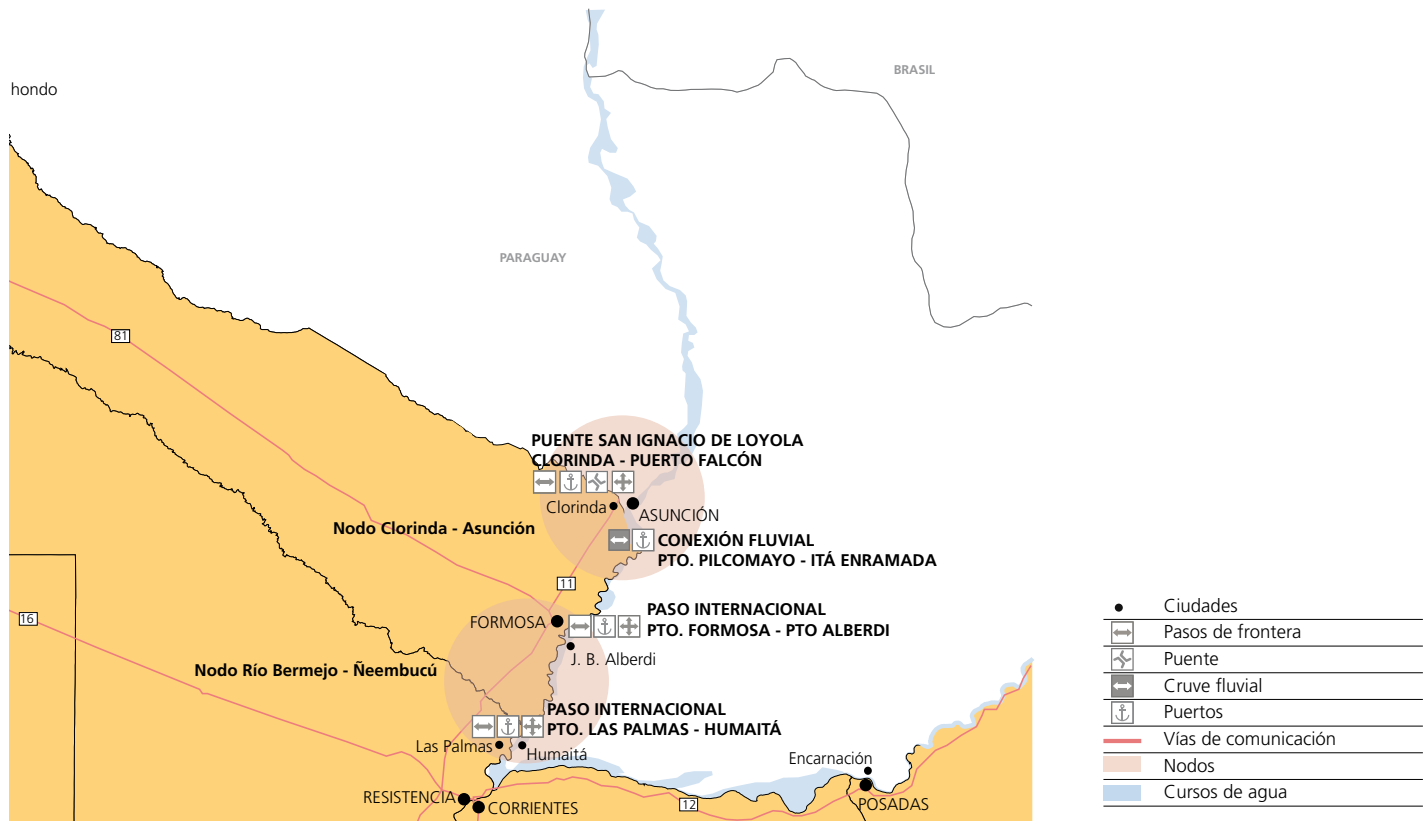 BRASIL
hondo
PARAGUAY
81
PUENTE SAN IGNACIO DE LOYOLA
CLORINDA - PUERTO FALCÓN
Clorinda
ASUNCIÓN
Nodo Clorinda - Asunción
CONEXIÓN FLUVIAL
PTO. PILCOMAYO - ITÁ ENRAMADA
11
16
FORMOSA
PASO INTERNACIONAL
PTO. FORMOSA - PTO ALBERDI
J. B. Alberdi
Nodo Río Bermejo - Ñeembucú
PASO INTERNACIONAL
PTO. LAS PALMAS - HUMAITÁ
Las Palmas
Humaitá
Encarnación
RESISTENCIA
CORRIENTES
12
POSADAS
Ciudades
Pasos de frontera
Puente
Cruve fluvial
Puertos
Vías de comunicación
Nodos
Cursos de agua